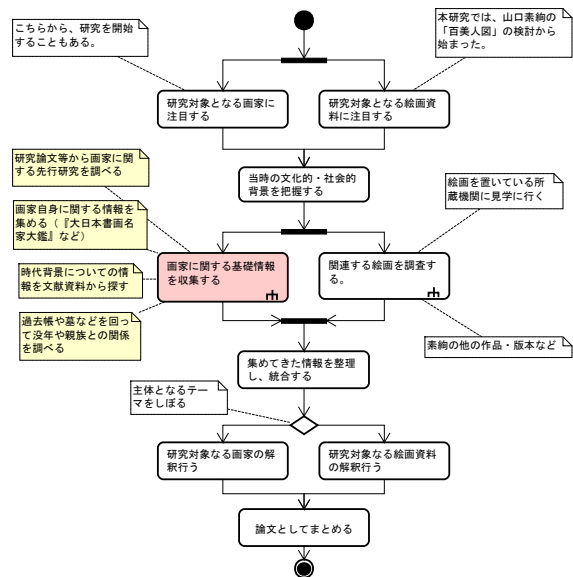 こちらから、研究を開始
することもある。
本研究では、山口素絢の
「百美人図」の検討から
始まった。
研究対象となる画家に
注目する
研究対象となる絵画資
料に注目する
研究論文等から画家に関
する先行研究を調べる
当時の文化的・社会的
背景を把握する
絵画を置いている所
蔵機関に見学に行く
画家自身に関する情報を
集める（『大日本書画名
家大鑑』など）
画家に関する基礎情報
を収集する
関連する絵画を調査す
る。
時代背景についての情
報を文献資料から探す
過去帳や墓などを回っ
て没年や親族との関係
を調べる
素絢の他の作品・版本など
集めてきた情報を整理
し、統合する
主体となるテー
マをしぼる
研究対象なる画家の解
釈行う
研究対象なる絵画資料
の解釈行う
論文としてまとめる